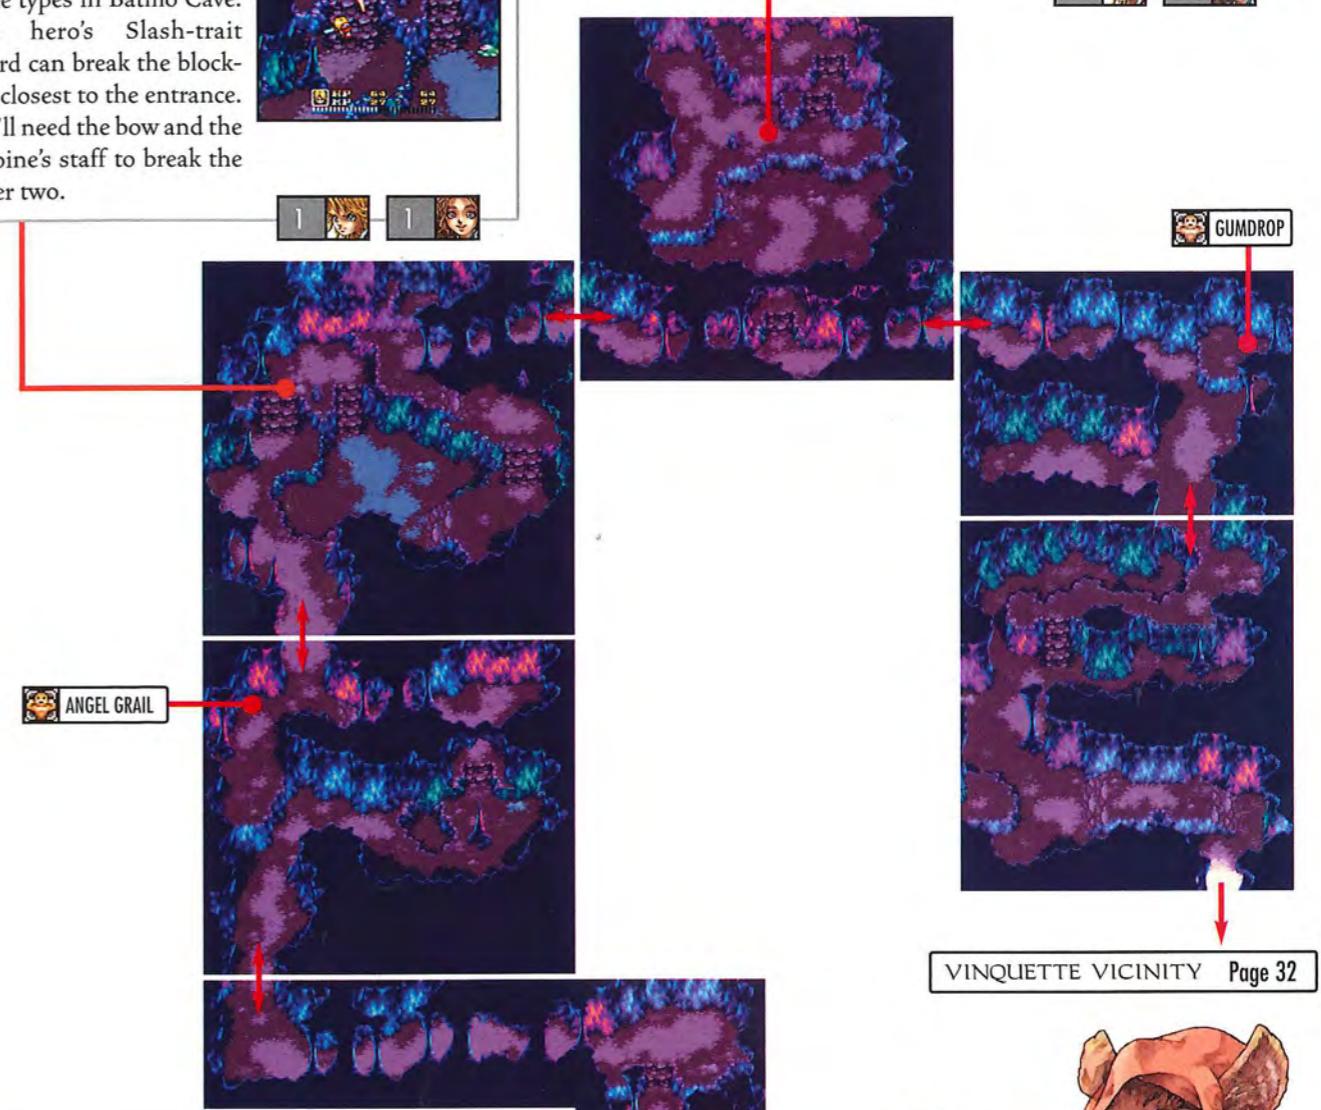 types in Batmo Cave.
hero's Slash-trait
rd can break the block-
closest to the entrance.
'll need the bow and the
staff to break the
er two.
1 1
GUMDROP
ANGEL GRAIL
VINQUETTE VICINITY Page 32